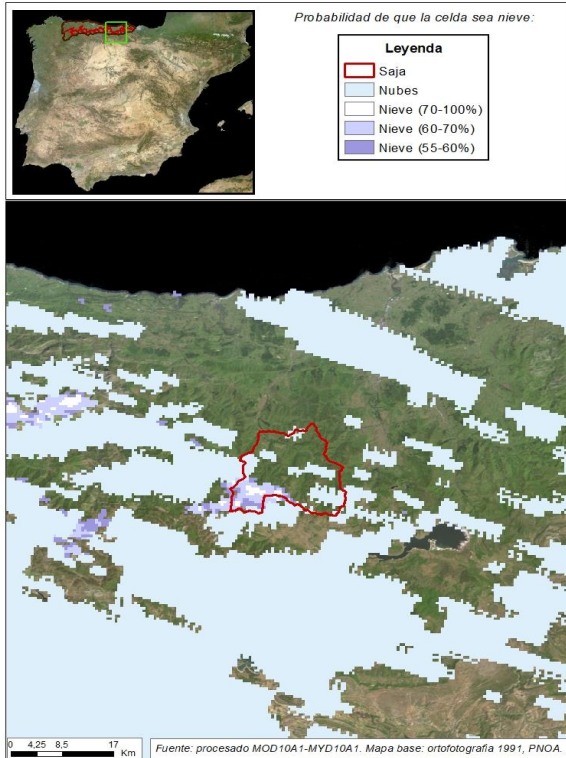 Probabilidad de que la celda sea nieve:
Leyenda
Saja
Nubes
Nieve (70-100%)
Nieve (60-70%)
Nieve (55-60%)
0 4,25 8,5 17
Km
Fuente: procesado MOD10A1-MYD10A1. Mapa base: ortofotografia 1991, PNOA.